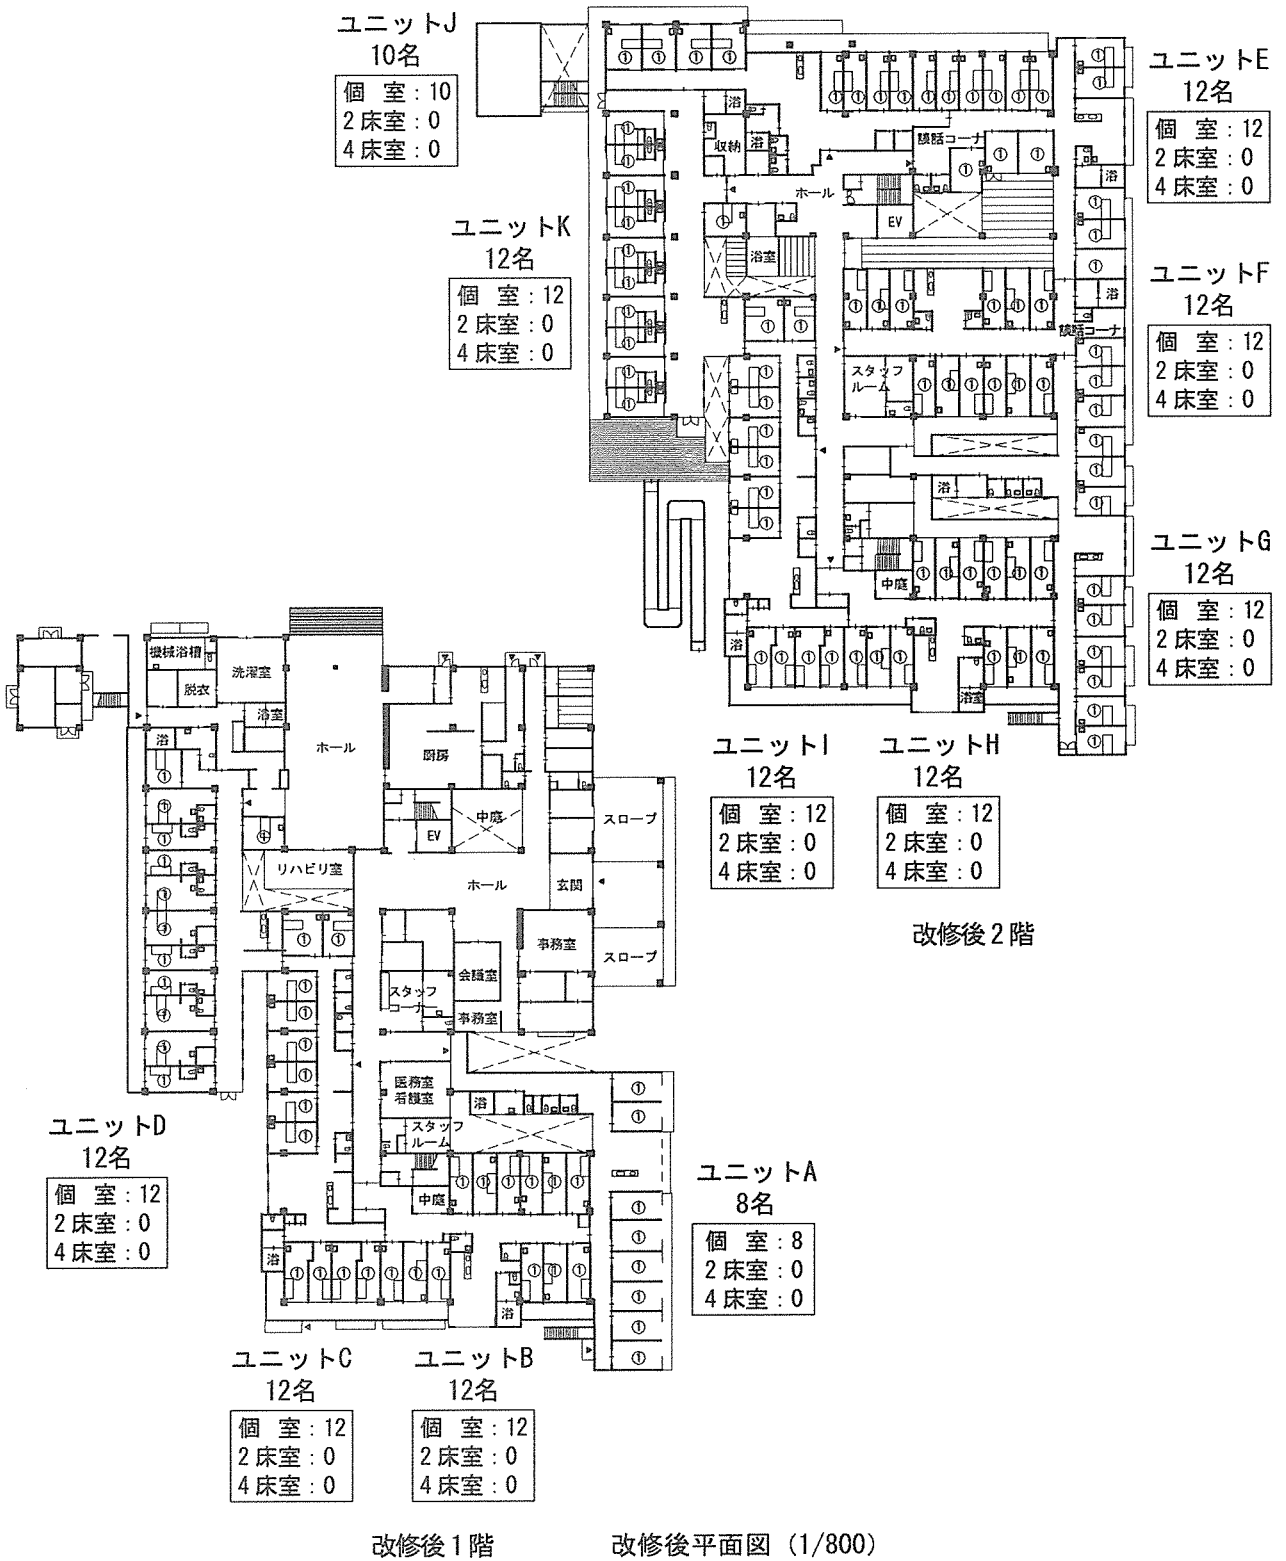 ユニットJ
10名
個 室:10
2床室:0
4床室:0
ユニットK
12名
個 室:12
2床室:0
4床室:0
ユニットE
12名
個 室:12
2床室:0
4床室:0
ユニットF
12名
個 室:12
2床室:0
4床室:0
ユニットG
12名
個 室:12
2床室:0
4床室:0
ユニットI
12名
個 室:12
2床室:0
4床室:0
ユニットH
12名
個 室:12
2床室:0
4床室:0
改修後2階
浴
収納
浴
談話コーナ
ホール
EV
浴室
浴
浴
談話コーナ
スタッフ
ルーム
浴
中庭
浴
浴室
機械浴槽
脱衣
洗濯室
浴室
浴
ホール
厨房
中庭
EV
スロープ
リハビリ室
ホール
玄関
事務室
スロープ
会議室
スタッフ
コーナー
事務室
医務室
看護室
浴
スタッフ
ルーム
中庭
浴
浴
ユニットD
12名
個 室:12
2床室:0
4床室:0
ユニットA
8名
個 室:8
2床室:0
4床室:0
ユニットC
12名
個 室:12
2床室:0
4床室:0
ユニットB
12名
個 室:12
2床室:0
4床室:0
改修後1階
改修後平面図 (1/800)